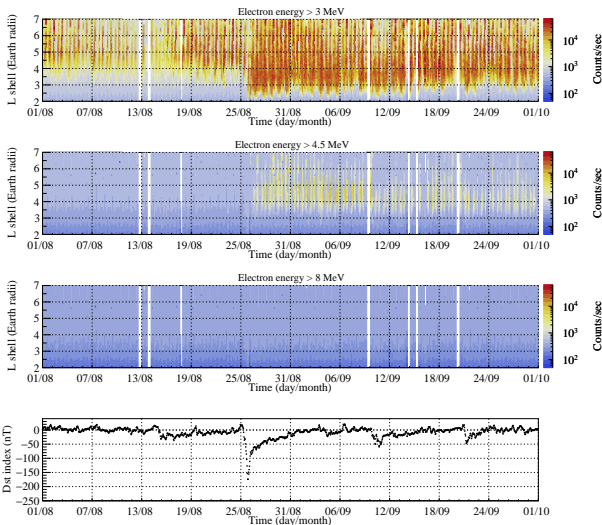 Electron energy > 3 MeV
L shell (Earth radii)
7
6
5
4
3
2
01/08 07/08 13/08 19/08 25/08 31/08 06/09 12/09 18/09 24/09 01/10
Time (day/month)
10⁴
10³
10²
Counts/sec
Electron energy > 4.5 MeV
L shell (Earth radii)
7
6
5
4
3
2
01/08 07/08 13/08 19/08 25/08 31/08 06/09 12/09 18/09 24/09 01/10
Time (day/month)
10⁴
10³
10²
Counts/sec
Electron energy > 8 MeV
L shell (Earth radii)
7
6
5
4
3
2
01/08 07/08 13/08 19/08 25/08 31/08 06/09 12/09 18/09 24/09 01/10
Time (day/month)
10⁴
10³
10²
Counts/sec
Dst index (nT)
0
−50
−100
−150
−200
−250
01/08 07/08 13/08 19/08 25/08 31/08 06/09 12/09 18/09 24/09 01/10
Time (day/month)